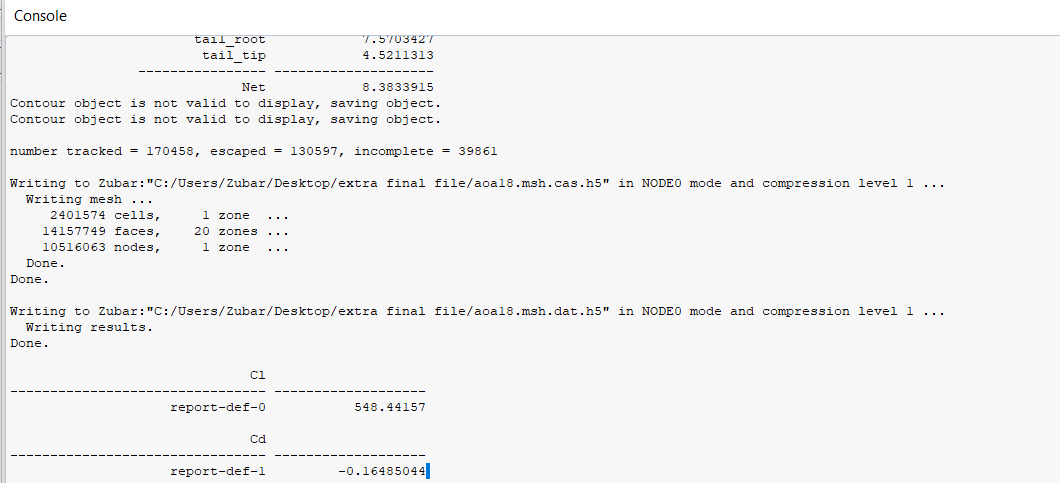 Console
tail_root 7.5703427
tail_tip 4.5211313
---------------- --------------------
Net 8.3833915
Contour object is not valid to display, saving object.
Contour object is not valid to display, saving object.
number tracked = 170458, escaped = 130597, incomplete = 39861
Writing to Zubar:"C:/Users/Zubar/Desktop/extra final file/aoa18.msh.cas.h5" in NODE0 mode and compression level 1 ...
Writing mesh ...
2401574 cells, 1 zone ...
14157749 faces, 20 zones ...
10516063 nodes, 1 zone ...
Done.
Done.
Writing to Zubar:"C:/Users/Zubar/Desktop/extra final file/aoa18.msh.dat.h5" in NODE0 mode and compression level 1 ...
Writing results.
Done.
Cl
-------------------------------- -------------------
report-def-0 548.44157
Cd
-------------------------------- -------------------
report-def-1 -0.16485044